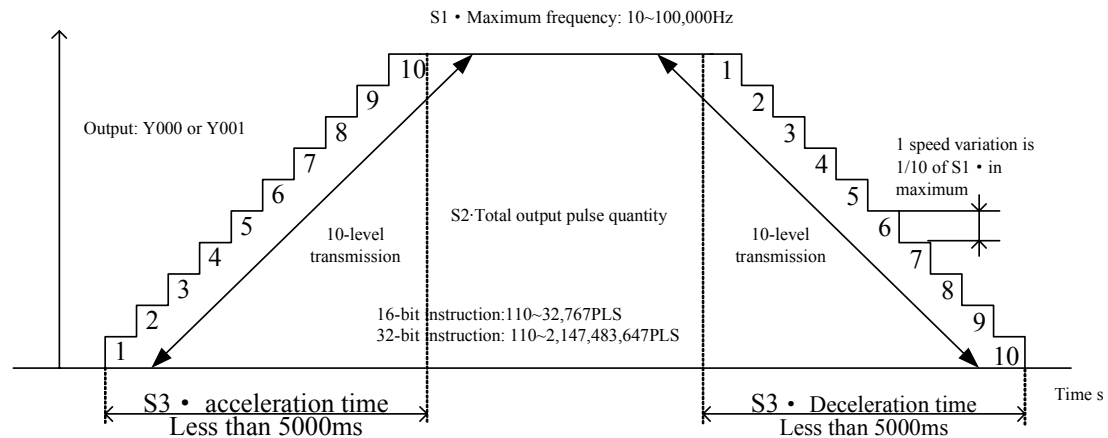 S1 • Maximum frequency: 10~100,000Hz
Output: Y000 or Y001
1
2
3
4
5
6
7
8
9
10
10-level
transmission
S2·Total output pulse quantity
16-bit instruction:110~32,767PLS
32-bit instruction: 110~2,147,483,647PLS
10-level
transmission
1
2
3
4
5
6
7
8
9
10
1 speed variation is
1/10 of S1 • in
maximum
Time s
S3 • acceleration time
Less than 5000ms
S3 • Deceleration time
Less than 5000ms